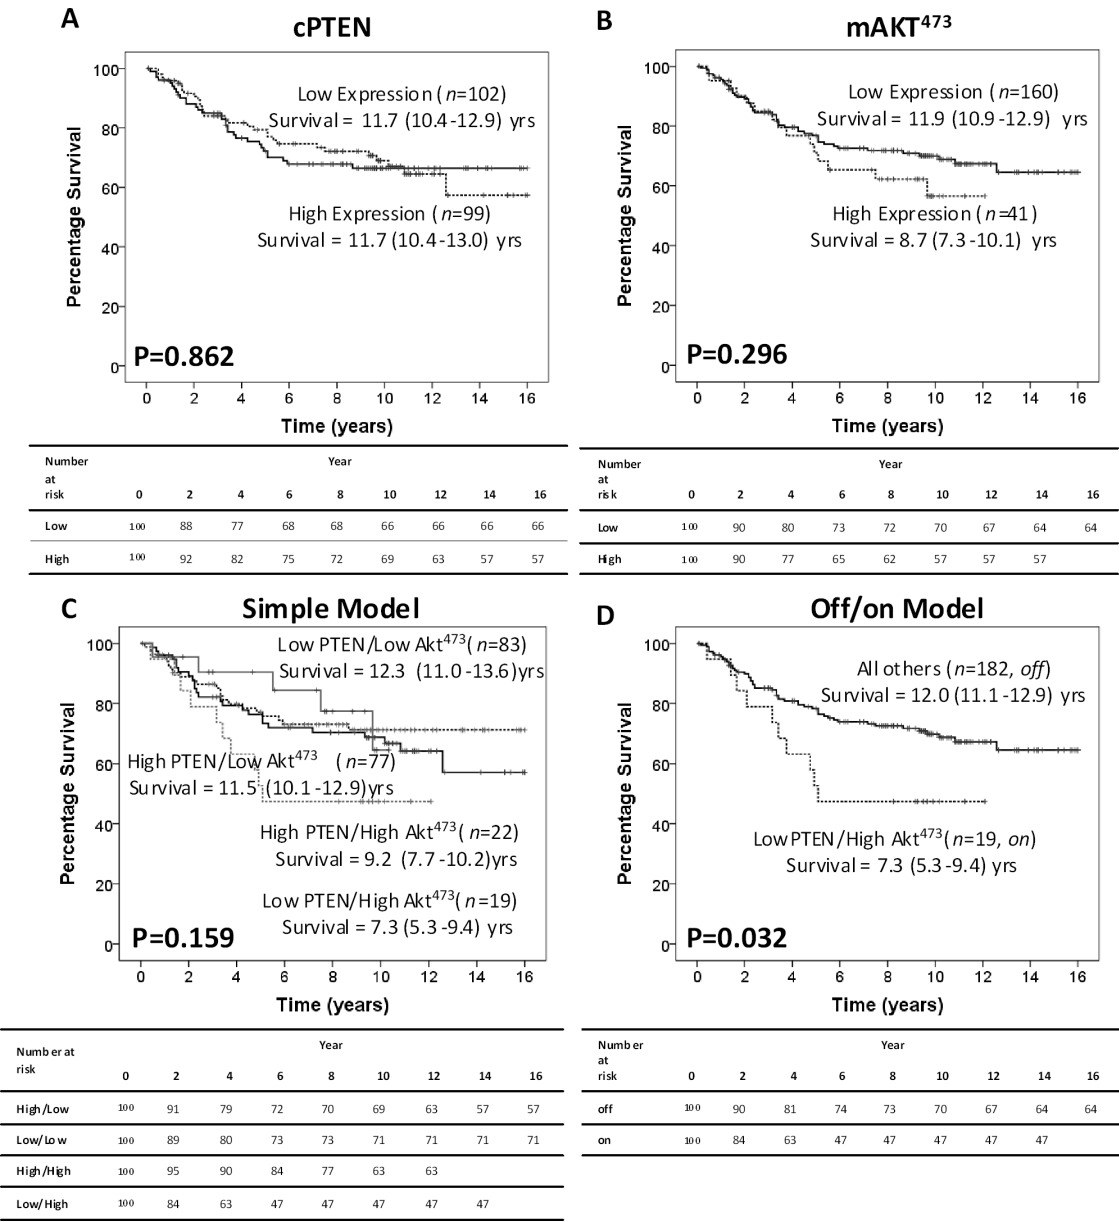 A
cPTEN
Percentage Survival
100
80
60
40
20
0
Low Expression (n=102)
Survival = 11.7 (10.4-12.9) yrs
High Expression (n=99)
Survival = 11.7 (10.4-13.0) yrs
P=0.862
0 2 4 6 8 10 12 14 16
Time (years)
Number at risk
Year
0 2 4 6 8 10 12 14 16
Low 100 88 77 68 68 66 66 66 66
High 100 92 82 75 72 69 63 57 57
B
mAKT⁴⁷³
Percentage Survival
100
80
60
40
20
0
Low Expression (n=160)
Survival = 11.9 (10.9-12.9) yrs
High Expression (n=41)
Survival = 8.7 (7.3-10.1) yrs
P=0.296
0 2 4 6 8 10 12 14 16
Time (years)
Number at risk
Year
0 2 4 6 8 10 12 14 16
Low 100 90 80 73 72 70 67 64 64
High 100 90 77 65 62 57 57 57
C
Simple Model
Percentage Survival
100
80
60
40
20
0
Low PTEN/Low Akt⁴⁷³ (n=83)
Survival = 12.3 (11.0-13.6)yrs
High PTEN/Low Akt⁴⁷³ (n=77)
Survival = 11.5 (10.1-12.9)yrs
High PTEN/High Akt⁴⁷³ (n=22)
Survival = 9.2 (7.7-10.2)yrs
Low PTEN/High Akt⁴⁷³ (n=19)
Survival = 7.3 (5.3-9.4) yrs
P=0.159
0 2 4 6 8 10 12 14 16
Time (years)
Number at risk
Year
0 2 4 6 8 10 12 14 16
High/Low 100 91 79 72 70 69 63 57 57
Low/Low 100 89 80 73 73 71 71 71 71
High/High 100 95 90 84 77 63 63
Low/High 100 84 63 47 47 47 47 47
D
Off/on Model
Percentage Survival
100
80
60
40
20
0
All others (n=182, off)
Survival = 12.0 (11.1-12.9) yrs
Low PTEN/High Akt⁴⁷³ (n=19, on)
Survival = 7.3 (5.3-9.4) yrs
P=0.032
0 2 4 6 8 10 12 14 16
Time (years)
Number at risk
Year
0 2 4 6 8 10 12 14 16
off 100 90 81 74 73 70 67 64 64
on 100 84 63 47 47 47 47 47